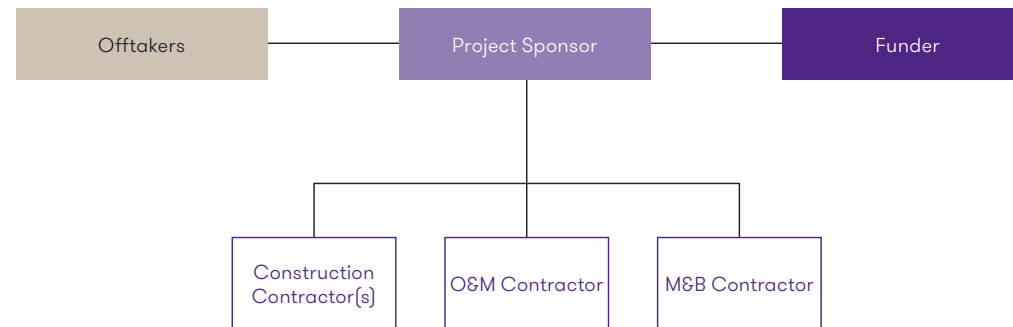 Offtakers
Project Sponsor
Funder
Construction
Contractor(s)
O&M Contractor
M&B Contractor